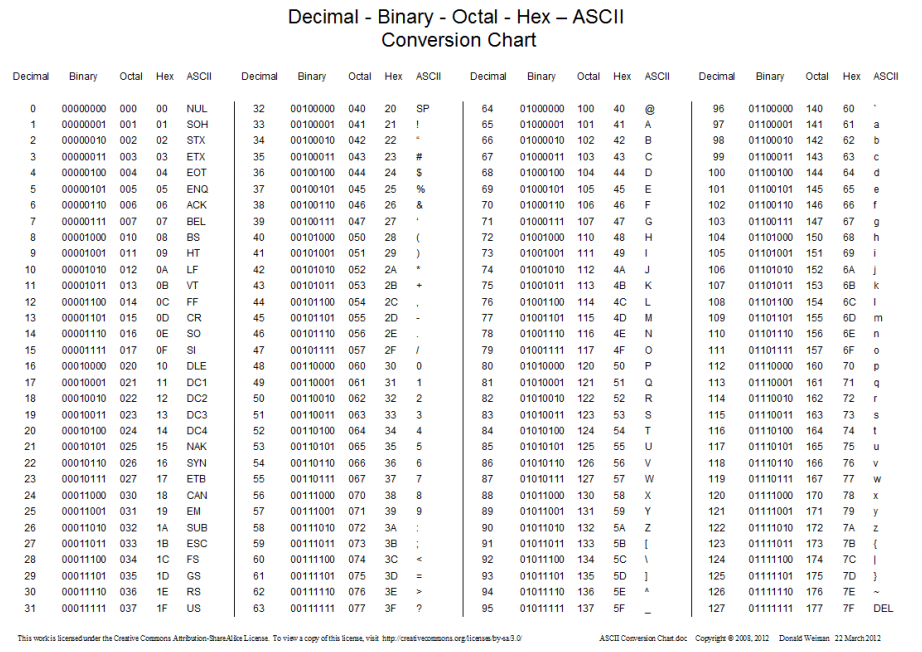 Decimal - Binary - Octal - Hex – ASCII
Conversion Chart
Decimal Binary Octal Hex ASCII Decimal Binary Octal Hex ASCII Decimal Binary Octal Hex ASCII Decimal Binary Octal Hex ASCII
0 00000000 000 00 NUL 32 00100000 040 20 SP 64 01000000 100 40 @ 96 01100000 140 60 `
1 00000001 001 01 SOH 33 00100001 041 21 ! 65 01000001 101 41 A 97 01100001 141 61 a
2 00000010 002 02 STX 34 00100010 042 22 “ 66 01000010 102 42 B 98 01100010 142 62 b
3 00000011 003 03 ETX 35 00100011 043 23 # 67 01000011 103 43 C 99 01100011 143 63 c
4 00000100 004 04 EOT 36 00100100 044 24 $ 68 01000100 104 44 D 100 01100100 144 64 d
5 00000101 005 05 ENQ 37 00100101 045 25 % 69 01000101 105 45 E 101 01100101 145 65 e
6 00000110 006 06 ACK 38 00100110 046 26 & 70 01000110 106 46 F 102 01100110 146 66 f
7 00000111 007 07 BEL 39 00100111 047 27 ' 71 01000111 107 47 G 103 01100111 147 67 g
8 00001000 010 08 BS 40 00101000 050 28 ( 72 01001000 110 48 H 104 01101000 150 68 h
9 00001001 011 09 HT 41 00101001 051 29 ) 73 01001001 111 49 I 105 01101001 151 69 i
10 00001010 012 0A LF 42 00101010 052 2A * 74 01001010 112 4A J 106 01101010 152 6A j
11 00001011 013 0B VT 43 00101011 053 2B + 75 01001011 113 4B K 107 01101011 153 6B k
12 00001100 014 0C FF 44 00101100 054 2C , 76 01001100 114 4C L 108 01101100 154 6C l
13 00001101 015 0D CR 45 00101101 055 2D - 77 01001101 115 4D M 109 01101101 155 6D m
14 00001110 016 0E SO 46 00101110 056 2E . 78 01001110 116 4E N 110 01101110 156 6E n
15 00001111 017 0F SI 47 00101111 057 2F / 79 01001111 117 4F O 111 01101111 157 6F o
16 00010000 020 10 DLE 48 00110000 060 30 0 80 01010000 120 50 P 112 01110000 160 70 p
17 00010001 021 11 DC1 49 00110001 061 31 1 81 01010001 121 51 Q 113 01110001 161 71 q
18 00010010 022 12 DC2 50 00110010 062 32 2 82 01010010 122 52 R 114 01110010 162 72 r
19 00010011 023 13 DC3 51 00110011 063 33 3 83 01010011 123 53 S 115 01110011 163 73 s
20 00010100 024 14 DC4 52 00110100 064 34 4 84 01010100 124 54 T 116 01110100 164 74 t
21 00010101 025 15 NAK 53 00110101 065 35 5 85 01010101 125 55 U 117 01110101 165 75 u
22 00010110 026 16 SYN 54 00110110 066 36 6 86 01010110 126 56 V 118 01110110 166 76 v
23 00010111 027 17 ETB 55 00110111 067 37 7 87 01010111 127 57 W 119 01110111 167 77 w
24 00011000 030 18 CAN 56 00111000 070 38 8 88 01011000 130 58 X 120 01111000 170 78 x
25 00011001 031 19 EM 57 00111001 071 39 9 89 01011001 131 59 Y 121 01111001 171 79 y
26 00011010 032 1A SUB 58 00111010 072 3A : 90 01011010 132 5A Z 122 01111010 172 7A z
27 00011011 033 1B ESC 59 00111011 073 3B ; 91 01011011 133 5B [ 123 01111011 173 7B {
28 00011100 034 1C FS 60 00111100 074 3C < 92 01011100 134 5C \ 124 01111100 174 7C |
29 00011101 035 1D GS 61 00111101 075 3D = 93 01011101 135 5D ] 125 01111101 175 7D }
30 00011110 036 1E RS 62 00111110 076 3E > 94 01011110 136 5E ^ 126 01111110 176 7E ~
31 00011111 037 1F US 63 00111111 077 3F ? 95 01011111 137 5F _ 127 01111111 177 7F DEL
This work is licensed under the Creative Commons Attribution-ShareAlike License. To view a copy of this license, visit http://creativecommons.org/licenses/by-sa/3.0/ ASCII Conversion Chart.doc Copyright © 2008, 2012 Donald Weiman 22 March 2012